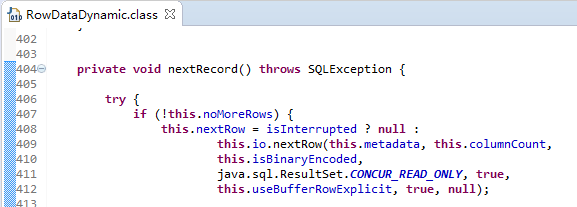 RowDataDynamic.class
402
403
404 private void nextRecord() throws SQLException {
405
406 try {
407 if (!this.noMoreRows) {
408 this.nextRow = isInterrupted ? null :
409 this.io.nextRow(this.metadata, this.columnCount,
410 this.isBinaryEncoded,
411 java.sql.ResultSet.CONCUR_READ_ONLY, true,
412 this.useBufferRowExplicit, true, null);
413